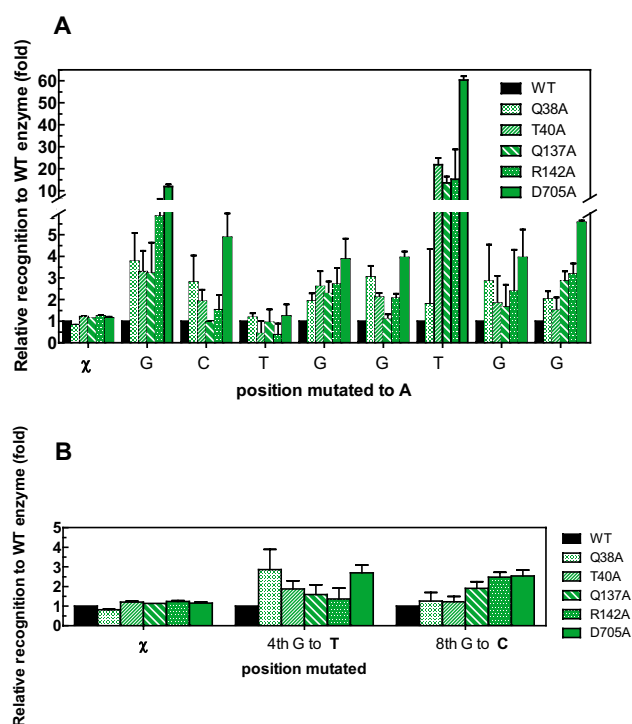 A
Relative recognition to WT enzyme (fold)
60
50
40
30
20
10
5
4
3
2
1
0
WT
Q38A
T40A
Q137A
R142A
D705A
χ G C T G G T G G
position mutated to A
B
Relative recognition to WT enzyme (fold)
5
4
3
2
1
0
WT
Q38A
T40A
Q137A
R142A
D705A
χ 4th G to T 8th G to C
position mutated